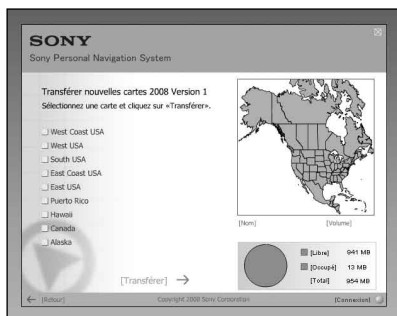 SONY
Sony Personal Navigation System
Transférer nouvelles cartes 2008 Version 1
Sélectionnez une carte et cliquez sur «Transférer».
West Coast USA
West USA
South USA
East Coast USA
East USA
Puerto Rico
Hawaii
Canada
Alaska
[Nom] [Volume]
[Libre] 941 MB
[Occupé] 13 MB
[Total] 954 MB
[Transférer]
[Retour] Copyright 2008 Sony Corporation [Connexion]